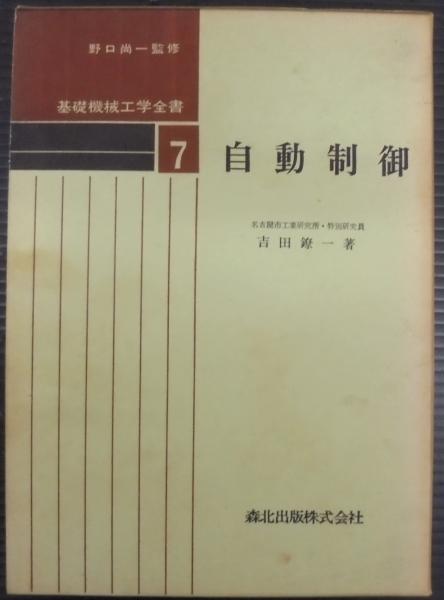 野口尚一監修
基礎機械工学全書
7
自動制御
名古屋市工業研究所・特別研究員
吉田鐐一著
森北出版株式会社